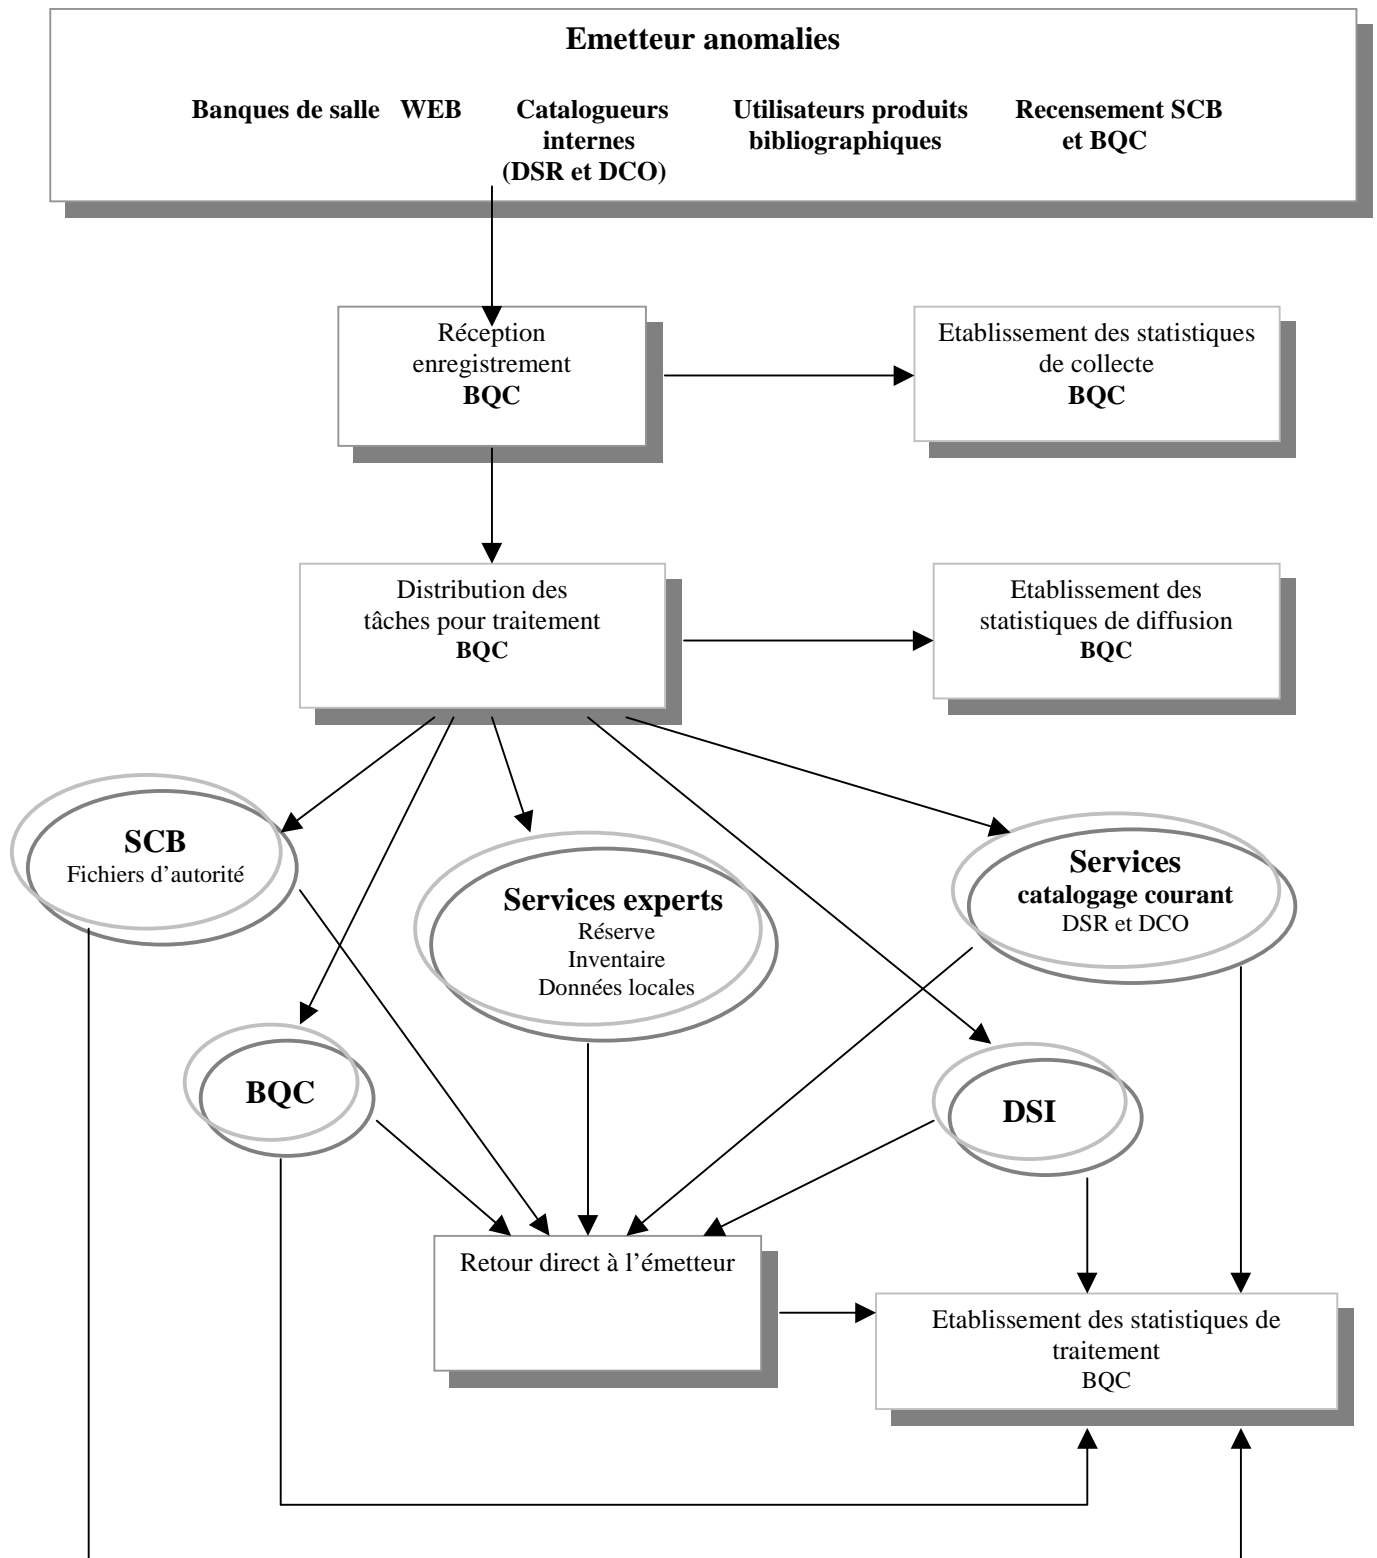 Emetteur anomalies
Banques de salle WEB Catalogueurs Utilisateurs produits Recensement SCB
internes bibliographiques et BQC
(DSR et DCO)
Réception
enregistrement
BQC
Etablissement des statistiques
de collecte
BQC
Distribution des
tâches pour traitement
BQC
Etablissement des
statistiques de diffusion
BQC
SCB
Fichiers d’autorité
Services experts
Réserve
Inventaire
Données locales
Services
catalogage courant
DSR et DCO
BQC
DSI
Retour direct à l’émetteur
Etablissement des statistiques de
traitement
BQC